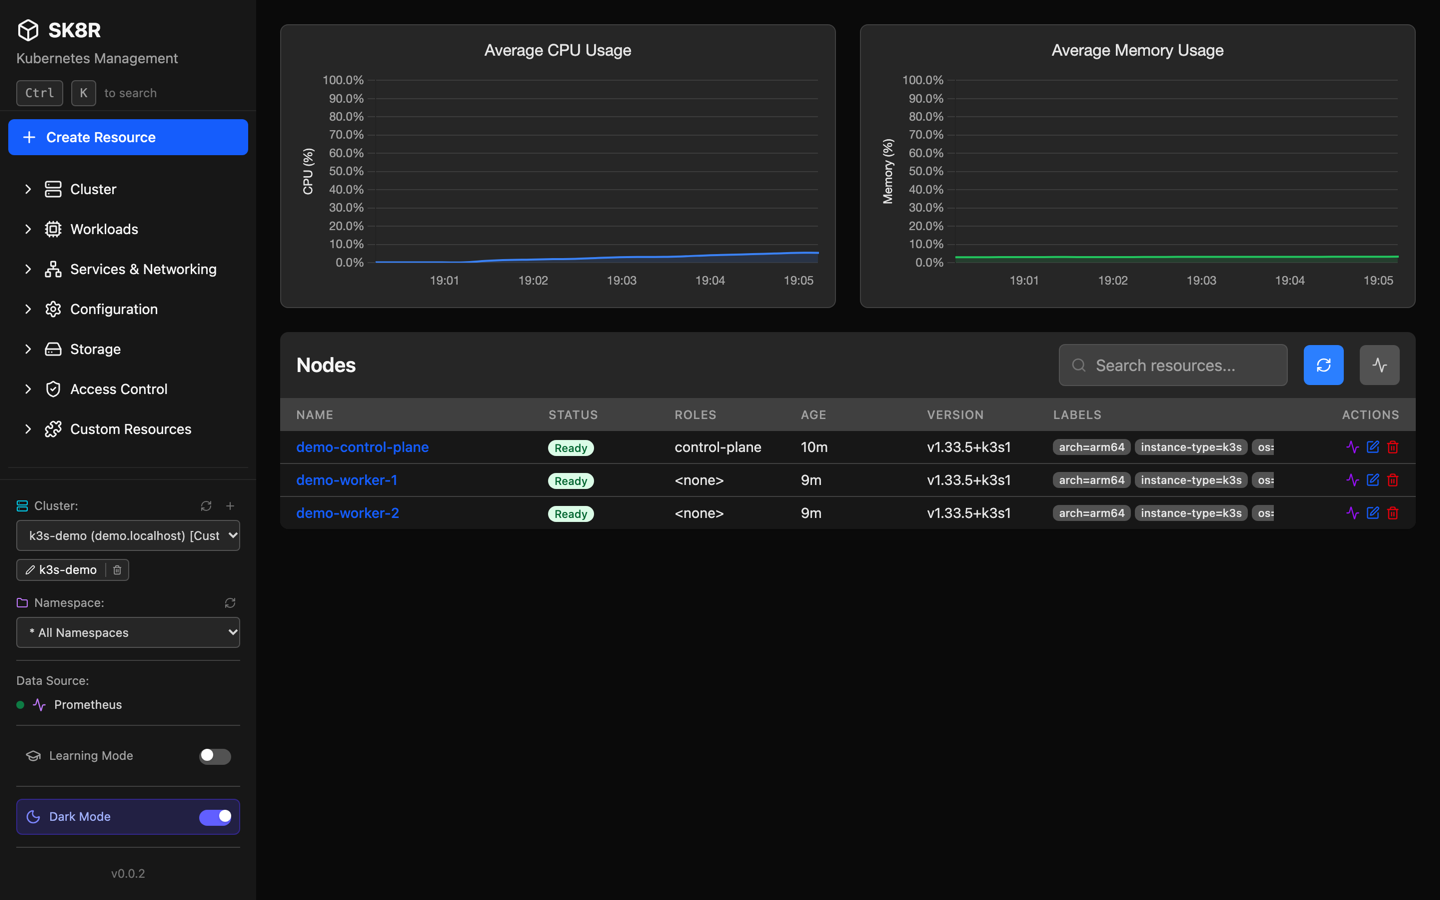 SK8R
Kubernetes Management
Ctrl K to search
Create Resource
Cluster
Workloads
Services & Networking
Configuration
Storage
Access Control
Custom Resources
Cluster:
k3s-demo (demo.localhost) [Cust
k3s-demo
Namespace:
* All Namespaces
Data Source:
Prometheus
Learning Mode
Dark Mode
v0.0.2
Average CPU Usage
CPU (%)
100.0%
90.0%
80.0%
70.0%
60.0%
50.0%
40.0%
30.0%
20.0%
10.0%
0.0%
19:01 19:02 19:03 19:04 19:05
Average Memory Usage
Memory (%)
100.0%
90.0%
80.0%
70.0%
60.0%
50.0%
40.0%
30.0%
20.0%
10.0%
0.0%
19:01 19:02 19:03 19:04 19:05
Nodes
Search resources...
NAME STATUS ROLES AGE VERSION LABELS ACTIONS
demo-control-plane Ready control-plane 10m v1.33.5+k3s1 arch=arm64 instance-type=k3s os=
demo-worker-1 Ready <none> 9m v1.33.5+k3s1 arch=arm64 instance-type=k3s os=
demo-worker-2 Ready <none> 9m v1.33.5+k3s1 arch=arm64 instance-type=k3s os=